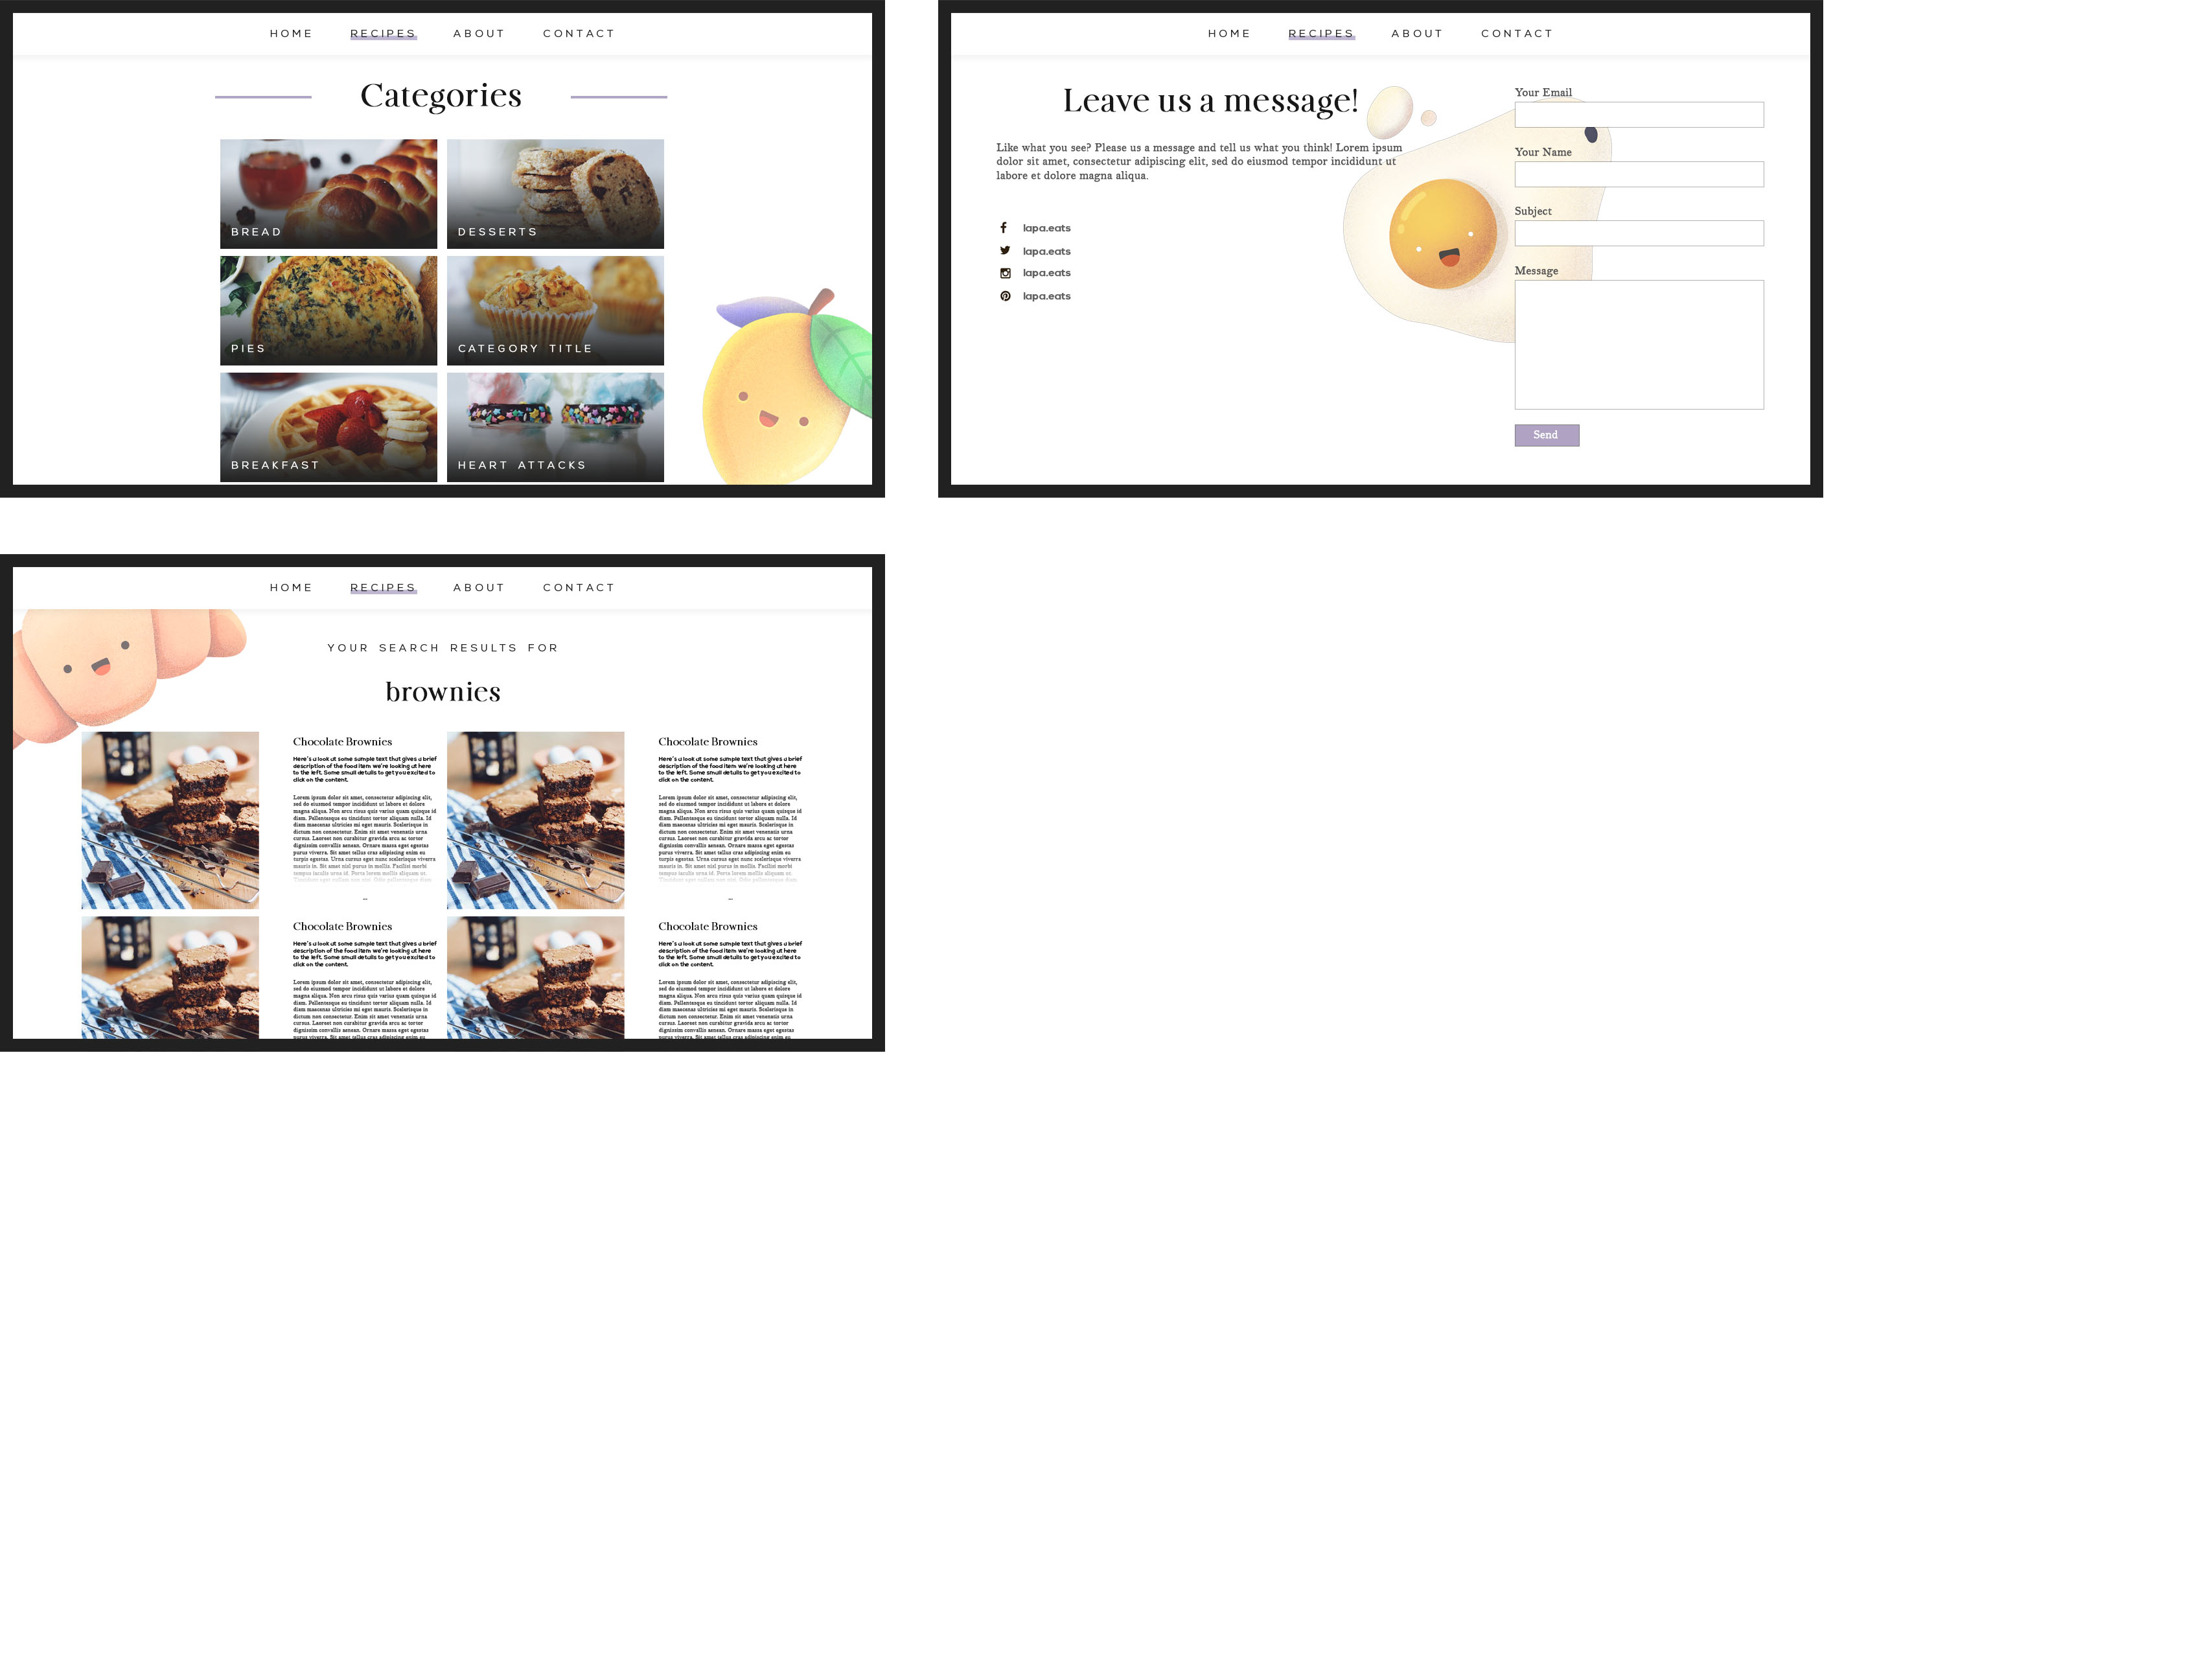 HOME RECIPES ABOUT CONTACT
Categories
BREAD
DESSERTS
PIES
CATEGORY TITLE
BREAKFAST
HEART ATTACKS
HOME RECIPES ABOUT CONTACT
Leave us a message!
Like what you see? Please us a message and tell us what you think! Lorem ipsum
dolor sit amet, consectetur adipiscing elit, sed do eiusmod tempor incididunt ut
labore et dolore magna aliqua.
lapa.eats
lapa.eats
lapa.eats
lapa.eats
Your Email
Your Name
Subject
Message
Send
HOME RECIPES ABOUT CONTACT
YOUR SEARCH RESULTS FOR
brownies
Chocolate Brownies
Here's a look at some sample text that gives a brief
description of the food item we're looking at here
to the left. Some small details to get you excited to
click on the content.
Lorem ipsum dolor sit amet, consectetur adipiscing elit,
sed do eiusmod tempor incididunt ut labore et dolore
magna aliqua. Non arcu risus quis varius quam quisque id
diam. Pellentesque eu tincidunt tortor aliquam nulla. Id
diam maecenas ultricies mi eget mauris. Scelerisque in
dictum non consectetur. Enim sit amet venenatis urna
cursus. Laoreet non curabitur gravida arcu ac tortor
dignissim convallis aenean. Ornare massa eget egestas
purus viverra. Sit amet tellus cras adipiscing enim eu
turpis egestas. Urna cursus eget nunc scelerisque viverra
mauris in. Sit amet nisl purus in mollis. Facilisi morbi
tempus iaculis urna id. Porta lorem mollis aliquam ut.
Tincidunt eget nullam non nisi. Odio pellentesque diam
...
Chocolate Brownies
Here's a look at some sample text that gives a brief
description of the food item we're looking at here
to the left. Some small details to get you excited to
click on the content.
Lorem ipsum dolor sit amet, consectetur adipiscing elit,
sed do eiusmod tempor incididunt ut labore et dolore
magna aliqua. Non arcu risus quis varius quam quisque id
diam. Pellentesque eu tincidunt tortor aliquam nulla. Id
diam maecenas ultricies mi eget mauris. Scelerisque in
dictum non consectetur. Enim sit amet venenatis urna
cursus. Laoreet non curabitur gravida arcu ac tortor
dignissim convallis aenean. Ornare massa eget egestas
purus viverra. Sit amet tellus cras adipiscing enim eu
turpis egestas. Urna cursus eget nunc scelerisque viverra
mauris in. Sit amet nisl purus in mollis. Facilisi morbi
tempus iaculis urna id. Porta lorem mollis aliquam ut.
Tincidunt eget nullam non nisi. Odio pellentesque diam
...
Chocolate Brownies
Here's a look at some sample text that gives a brief
description of the food item we're looking at here
to the left. Some small details to get you excited to
click on the content.
Lorem ipsum dolor sit amet, consectetur adipiscing elit,
sed do eiusmod tempor incididunt ut labore et dolore
magna aliqua. Non arcu risus quis varius quam quisque id
diam. Pellentesque eu tincidunt tortor aliquam nulla. Id
diam maecenas ultricies mi eget mauris. Scelerisque in
dictum non consectetur. Enim sit amet venenatis urna
cursus. Laoreet non curabitur gravida arcu ac tortor
dignissim convallis aenean. Ornare massa eget egestas
purus viverra. Sit amet tellus cras adipiscing enim eu
Chocolate Brownies
Here's a look at some sample text that gives a brief
description of the food item we're looking at here
to the left. Some small details to get you excited to
click on the content.
Lorem ipsum dolor sit amet, consectetur adipiscing elit,
sed do eiusmod tempor incididunt ut labore et dolore
magna aliqua. Non arcu risus quis varius quam quisque id
diam. Pellentesque eu tincidunt tortor aliquam nulla. Id
diam maecenas ultricies mi eget mauris. Scelerisque in
dictum non consectetur. Enim sit amet venenatis urna
cursus. Laoreet non curabitur gravida arcu ac tortor
dignissim convallis aenean. Ornare massa eget egestas
purus viverra. Sit amet tellus cras adipiscing enim eu